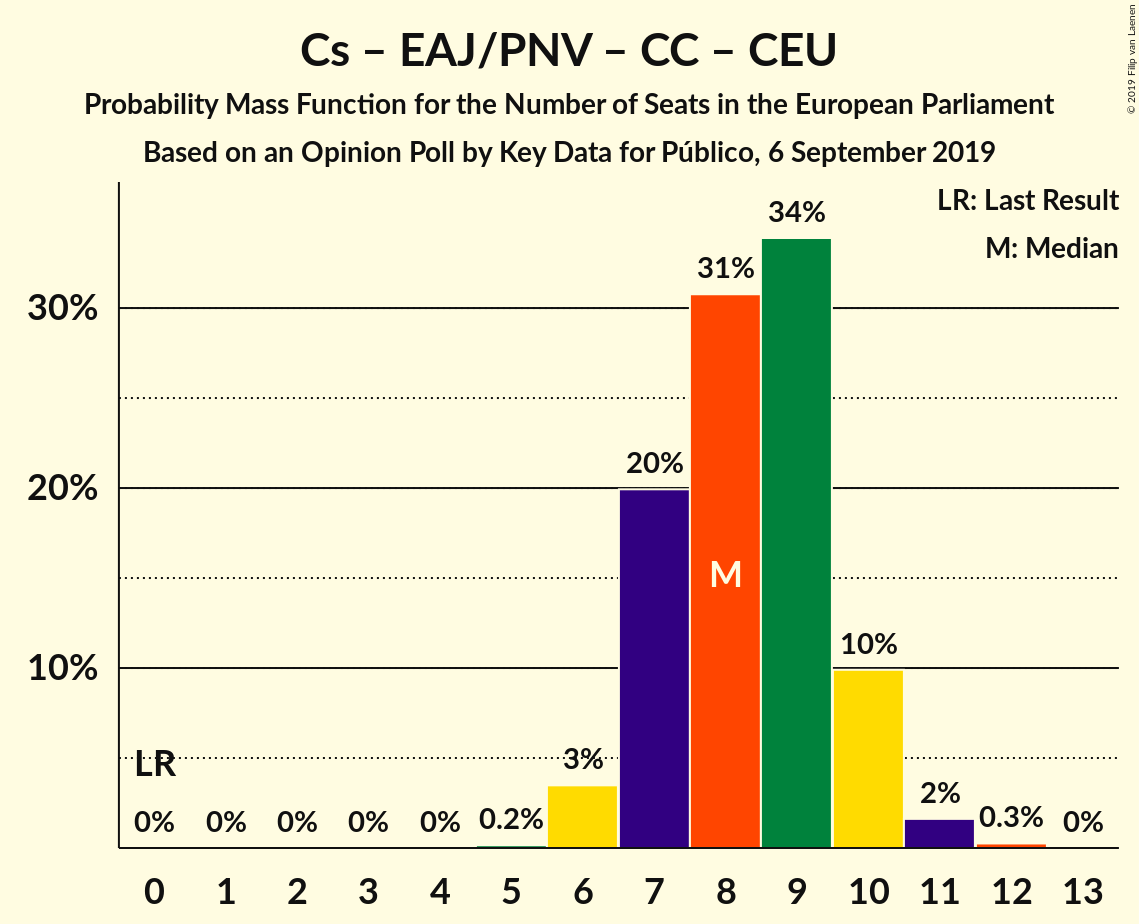 Cs – EAJ/PNV – CC – CEU
Probability Mass Function for the Number of Seats in the European Parliament
Based on an Opinion Poll by Key Data for Público, 6 September 2019
© 2019 Filip van Laenen
LR: Last Result
M: Median
34%
31%
30%
20%
20%
M
10%
10%
LR
3%
2%
0% 0% 0% 0% 0% 0.2% 0.3% 0%
0 1 2 3 4 5 6 7 8 9 10 11 12 13